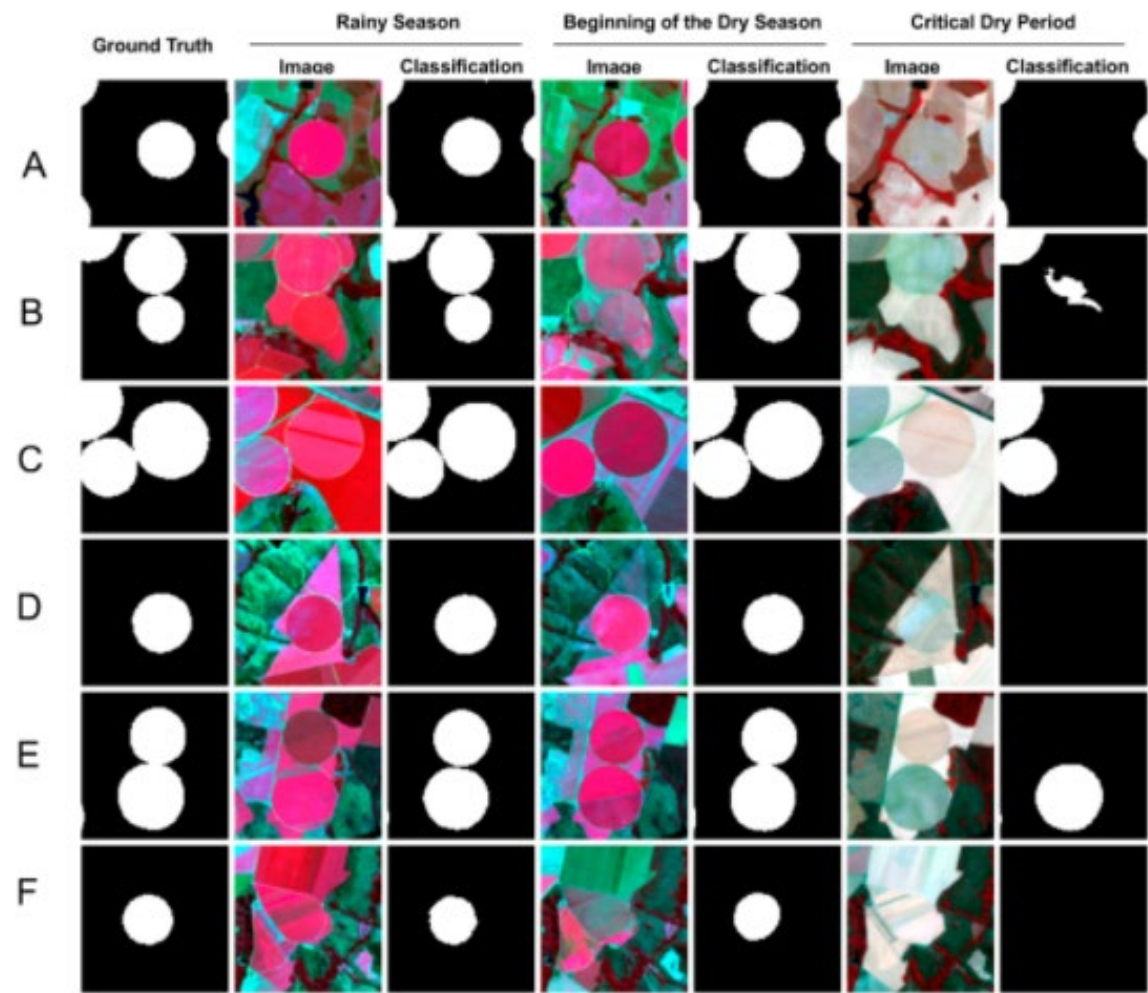 Rainy Season
Beginning of the Dry Season
Critical Dry Period
Ground Truth
Image
Classification
Image
Classification
Image
Classification
A
B
C
D
E
F